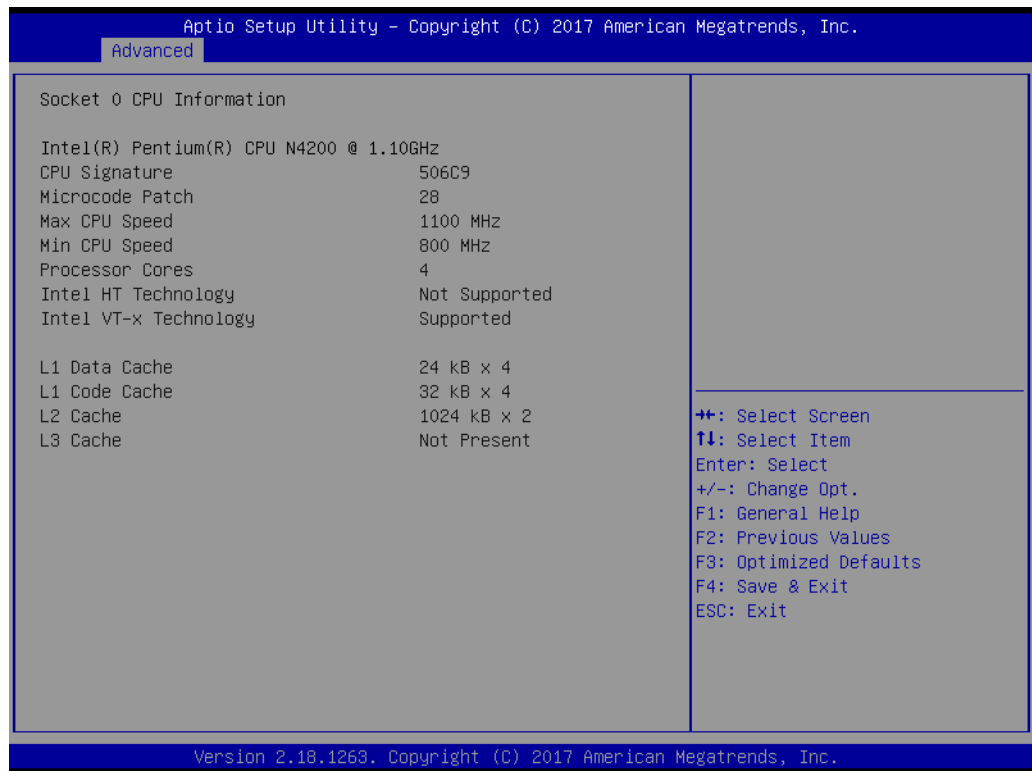 Aptio Setup Utility – Copyright (C) 2017 American Megatrends, Inc.
Advanced
Socket 0 CPU Information
Intel(R) Pentium(R) CPU N4200 @ 1.10GHz
CPU Signature 506C9
Microcode Patch 28
Max CPU Speed 1100 MHz
Min CPU Speed 800 MHz
Processor Cores 4
Intel HT Technology Not Supported
Intel VT-x Technology Supported
L1 Data Cache 24 kB x 4
L1 Code Cache 32 kB x 4
L2 Cache 1024 kB x 2
L3 Cache Not Present
→←: Select Screen
↑↓: Select Item
Enter: Select
+/-: Change Opt.
F1: General Help
F2: Previous Values
F3: Optimized Defaults
F4: Save & Exit
ESC: Exit
Version 2.18.1263. Copyright (C) 2017 American Megatrends, Inc.